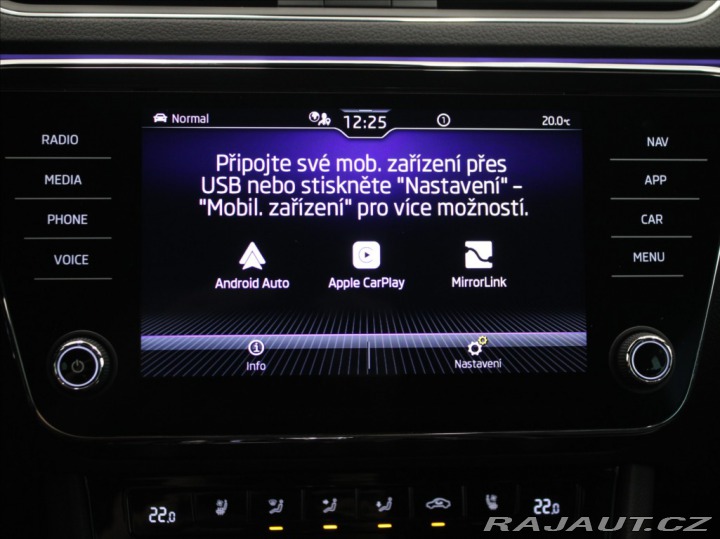 Normal
12:25
1
20.0°C
RADIO
MEDIA
PHONE
VOICE
Připojte své mob. zařízení přes
USB nebo stiskněte "Nastavení" –
"Mobil. zařízení" pro více možností.
Android Auto
Apple CarPlay
MirrorLink
Info
Nastavení
NAV
APP
CAR
MENU
22.0
22.0
RAJAUT.CZ